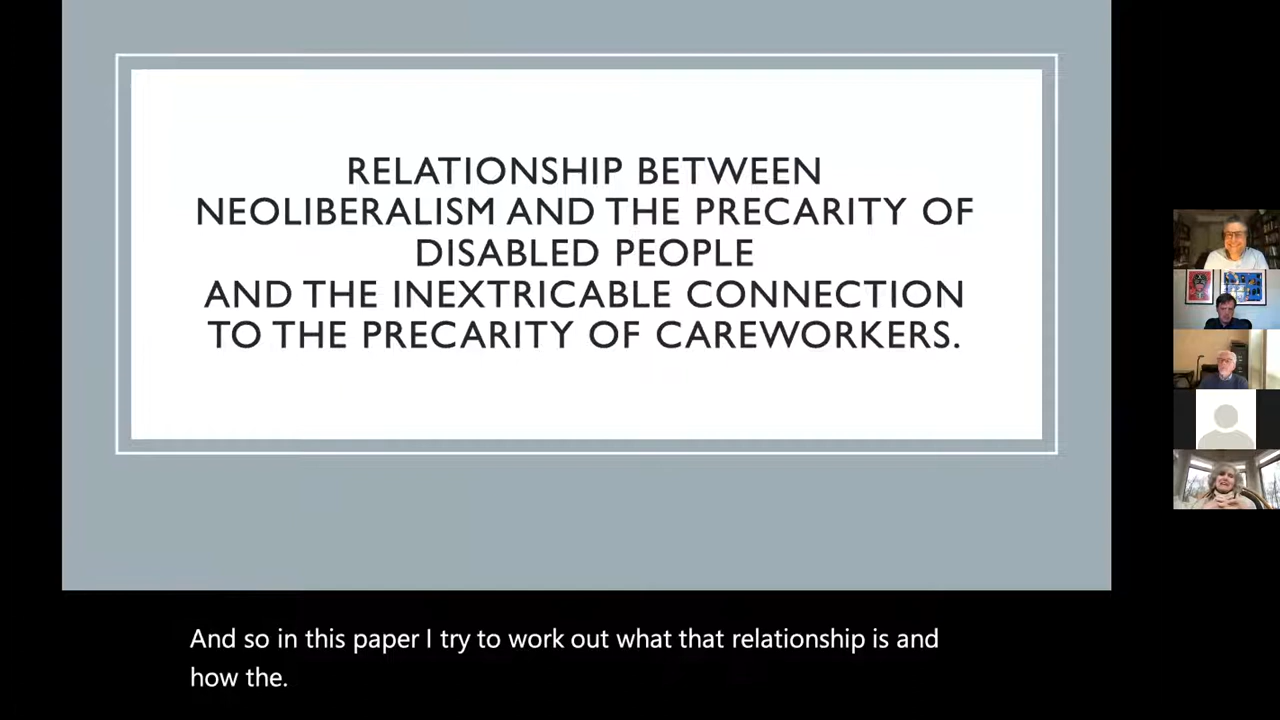 RELATIONSHIP BETWEEN
NEOLIBERALISM AND THE PRECARITY OF
DISABLED PEOPLE
AND THE INEXTRICABLE CONNECTION
TO THE PRECARITY OF CAREWORKERS.
And so in this paper I try to work out what that relationship is and
how the.